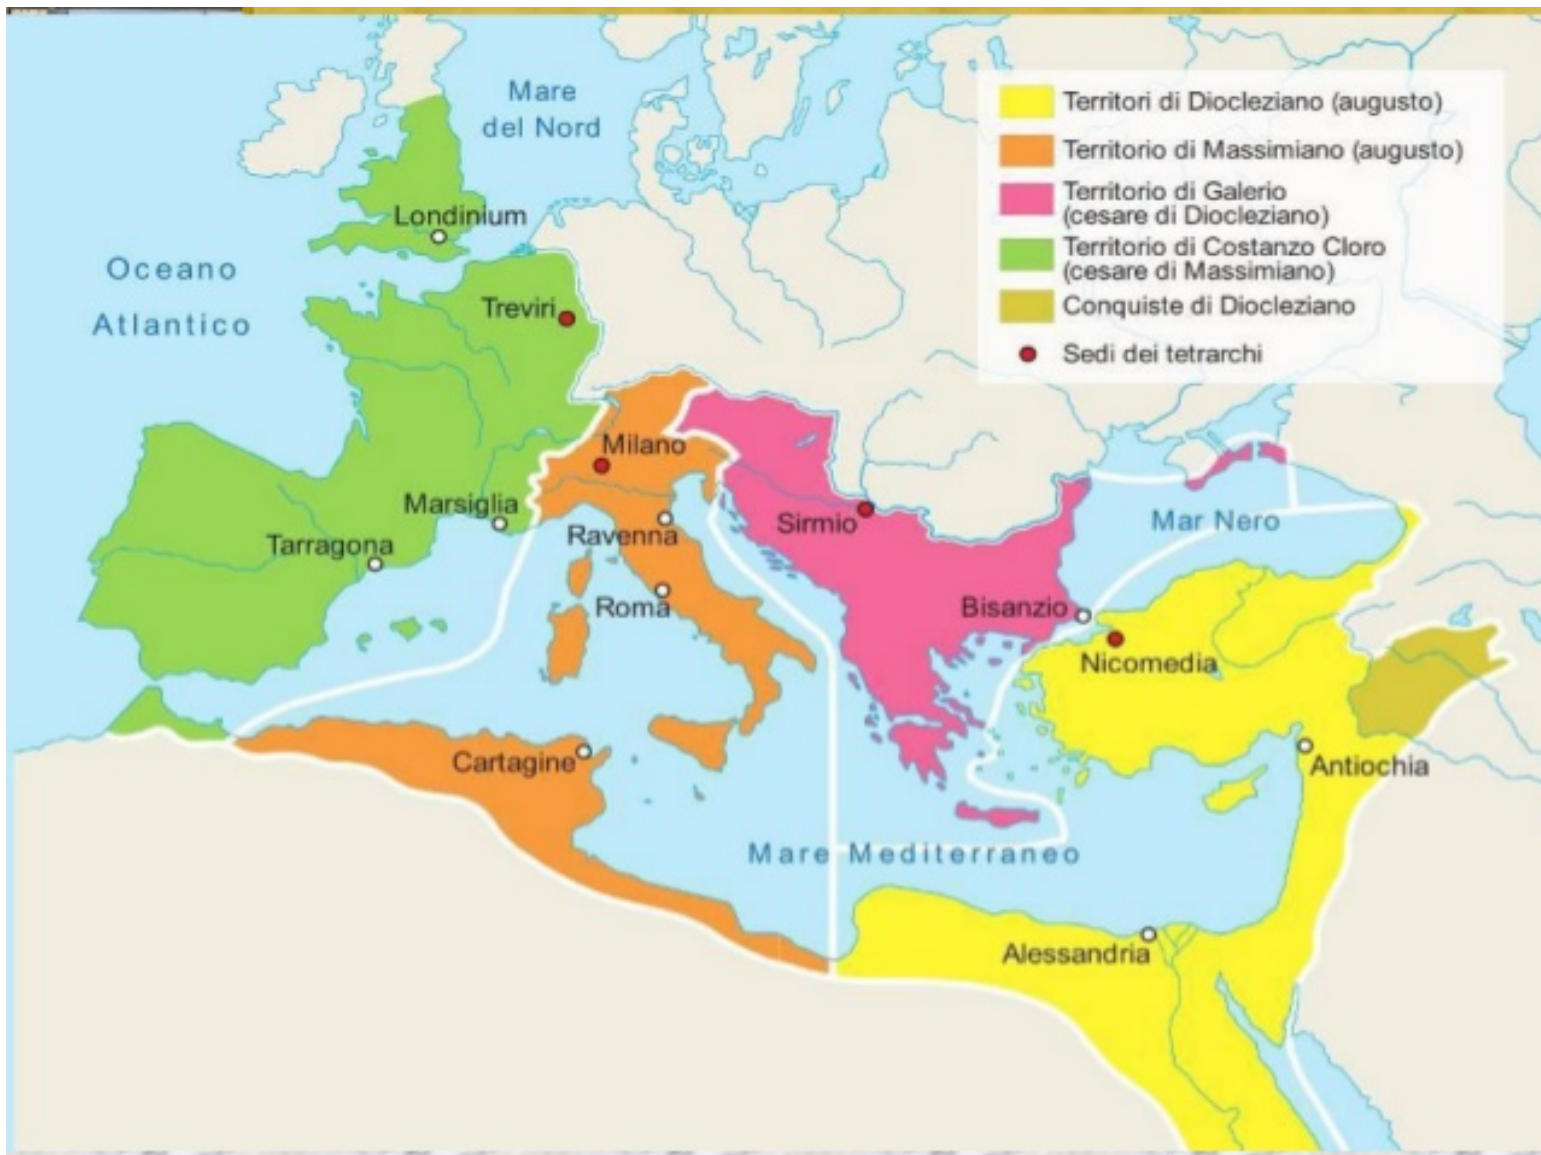 Mare
del Nord
Oceano
Atlantico
Londinium
Treviri
Milano
Marsiglia
Ravenna
Tarragona
Roma
Sirmio
Mar Nero
Bisanzio
Nicomedia
Cartagine
Antiochia
Mare Mediterraneo
Alessandria
Territori di Diocleziano (augusto)
Territorio di Massimiano (augusto)
Territorio di Galerio
(cesare di Diocleziano)
Territorio di Costanzo Cloro
(cesare di Massimiano)
Conquiste di Diocleziano
Sedi dei tetrarchi